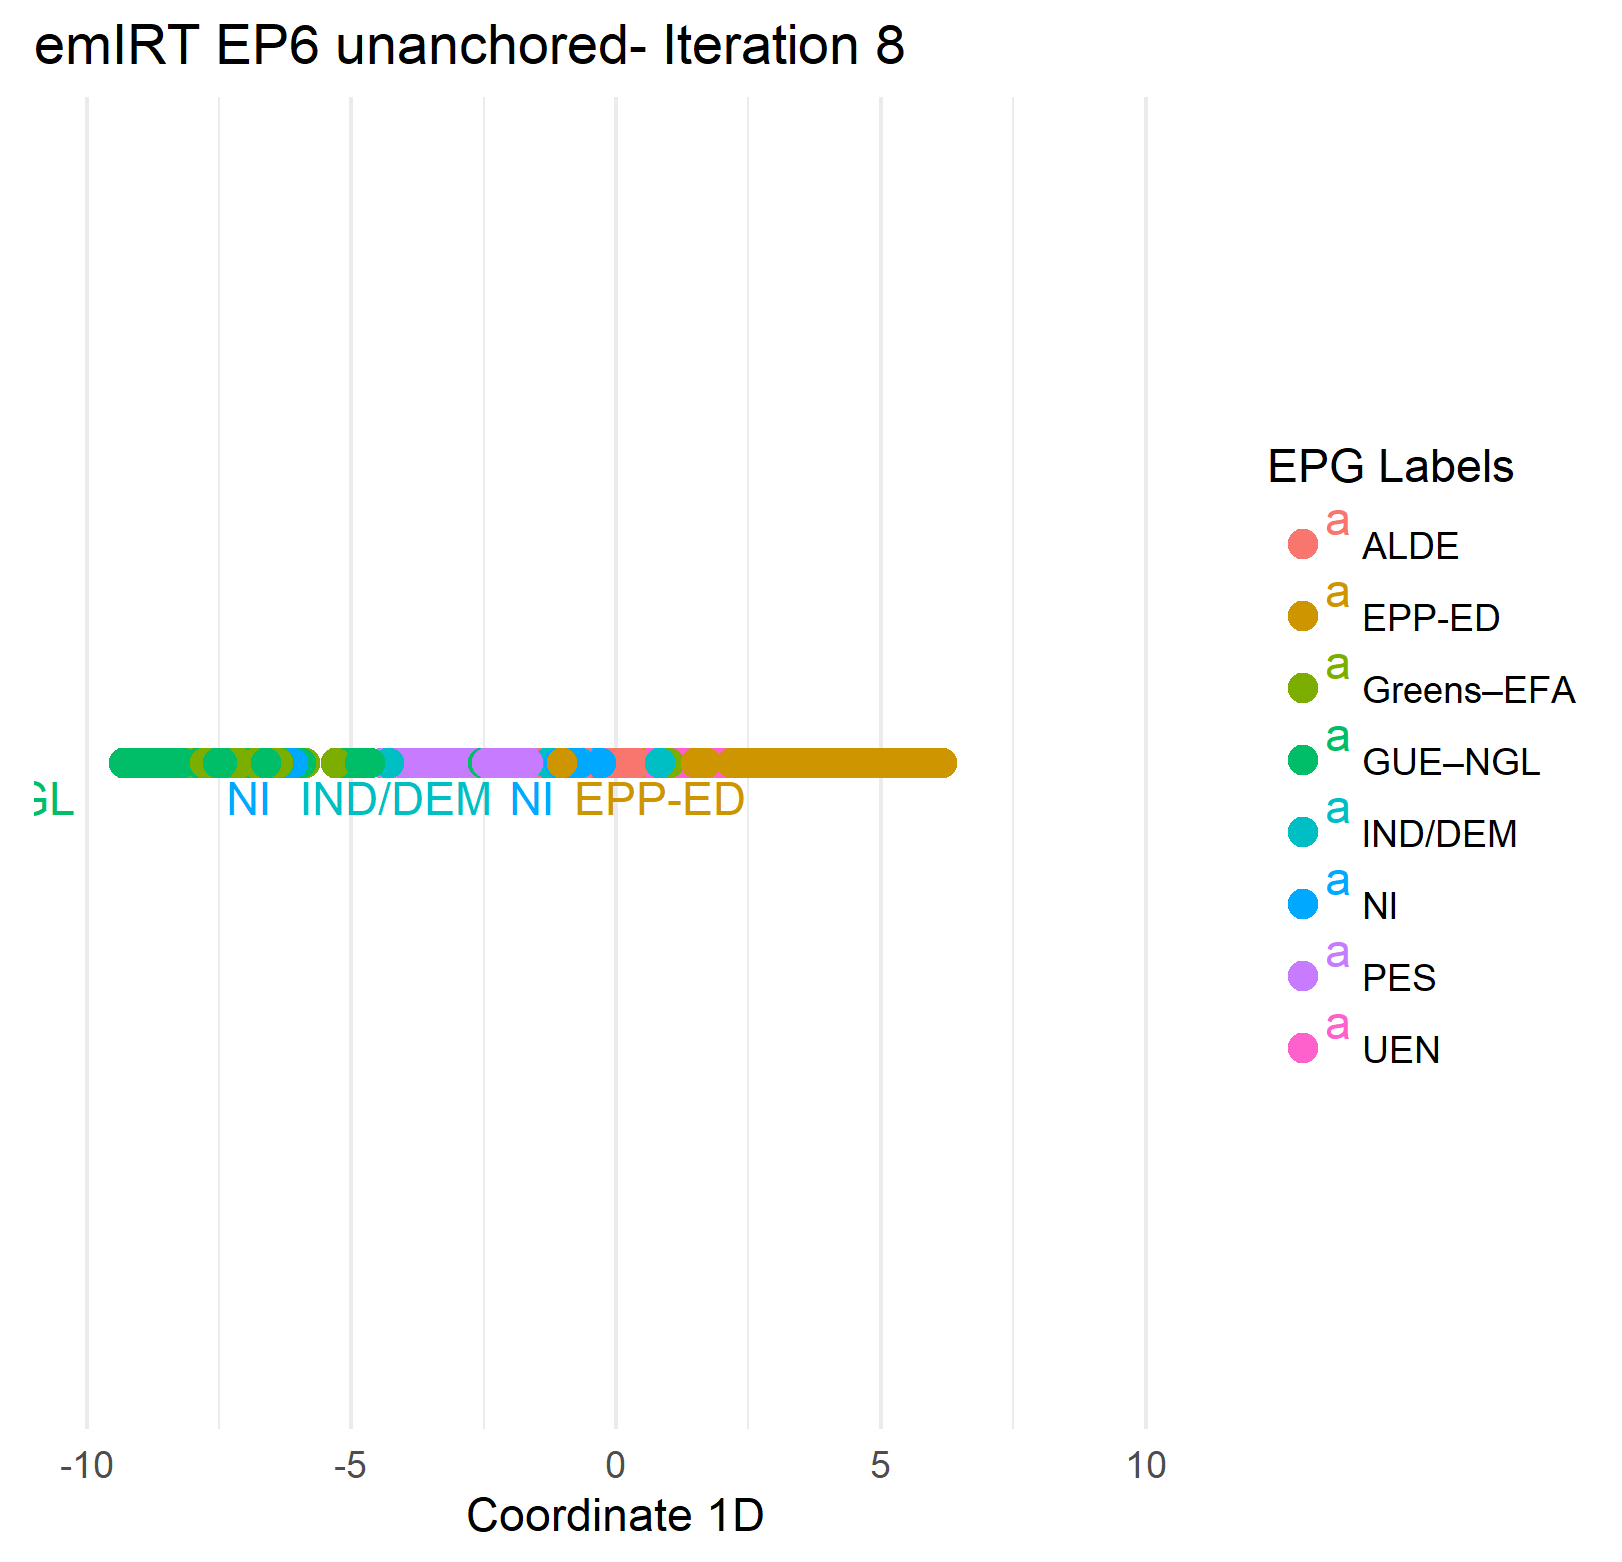 emIRT EP6 unanchored- Iteration 8
GL NI IND/DEM NI EPP-ED
-10 -5 0 5 10
Coordinate 1D
EPG Labels
a ALDE
a EPP-ED
a Greens–EFA
a GUE–NGL
a IND/DEM
a NI
a PES
a UEN